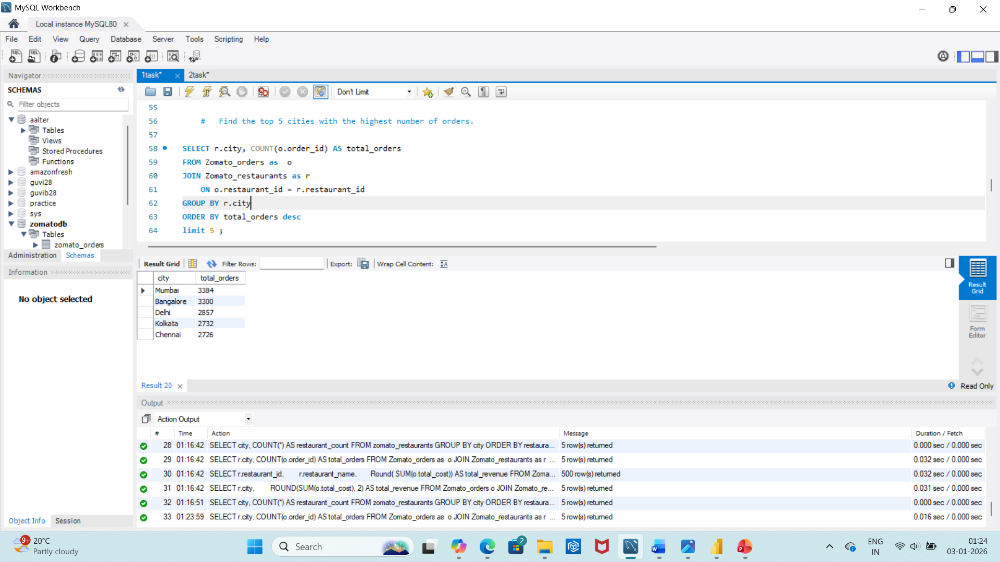 MySQL Workbench
Local instance MySQL80
File Edit View Query Database Server Tools Scripting Help
Navigator
SCHEMAS
Filter objects
aalter
Tables
Views
Stored Procedures
Functions
amazonfresh
guvi28
guvib28
practice
sys
zomatodb
Tables
zomato_orders
Administration Schemas
Information
No object selected
Object Info Session
1task* 2task*
Don't Limit
55
56 # Find the top 5 cities with the highest number of orders.
57
58 SELECT r.city, COUNT(o.order_id) AS total_orders
59 FROM Zomato_orders as o
60 JOIN Zomato_restaurants as r
61 ON o.restaurant_id = r.restaurant_id
62 GROUP BY r.city
63 ORDER BY total_orders desc
64 limit 5 ;
Result Grid Filter Rows: Export: Wrap Cell Content:
city total_orders
Mumbai 3384
Bangalore 3300
Delhi 2857
Kolkata 2732
Chennai 2726
Result Grid
Form Editor
Result 20
Read Only
Output
Action Output
# Time Action Message Duration / Fetch
28 01:16:42 SELECT city, COUNT(*) AS restaurant_count FROM zomato_restaurants GROUP BY city ORDER BY restaura... 5 row(s) returned 0.000 sec / 0.000 sec
29 01:16:42 SELECT r.city, COUNT(o.order_id) AS total_orders FROM Zomato_orders as o JOIN Zomato_restaurants as r ... 5 row(s) returned 0.032 sec / 0.000 sec
30 01:16:42 SELECT r.restaurant_id, r.restaurant_name, Round( SUM(o.total_cost)) AS total_revenue FROM Zoma... 500 row(s) returned 0.032 sec / 0.000 sec
31 01:16:42 SELECT r.city, ROUND(SUM(o.total_cost), 2) AS total_revenue FROM Zomato_orders o JOIN Zomato_re... 5 row(s) returned 0.031 sec / 0.000 sec
32 01:16:51 SELECT city, COUNT(*) AS restaurant_count FROM zomato_restaurants GROUP BY city ORDER BY restaura... 5 row(s) returned 0.000 sec / 0.000 sec
33 01:23:59 SELECT r.city, COUNT(o.order_id) AS total_orders FROM Zomato_orders as o JOIN Zomato_restaurants as r ... 5 row(s) returned 0.016 sec / 0.000 sec
9+ 20°C
Partly cloudy
Search
2
ENG
IN
01:24
03-01-2026